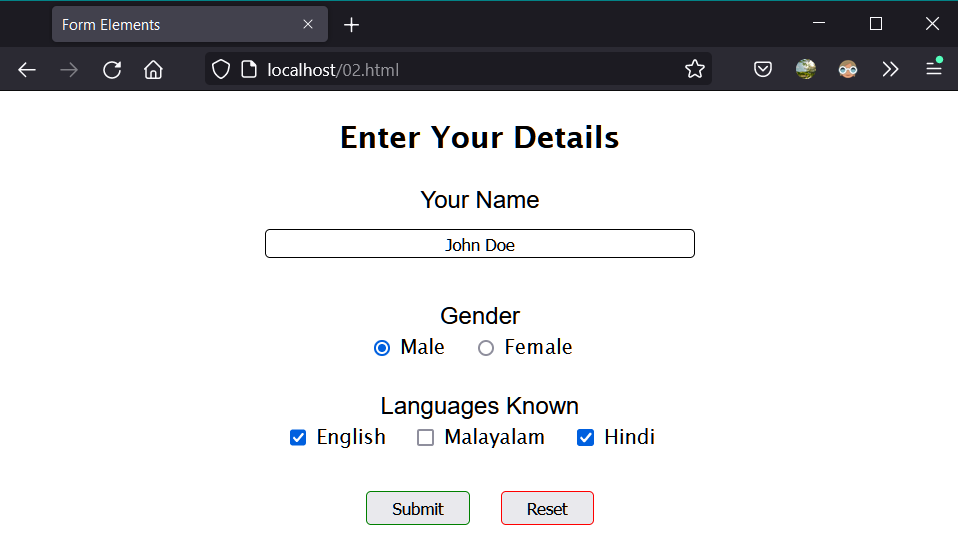 Form Elements
localhost/02.html
Enter Your Details
Your Name
John Doe
Gender
Male Female
Languages Known
English Malayalam Hindi
Submit Reset